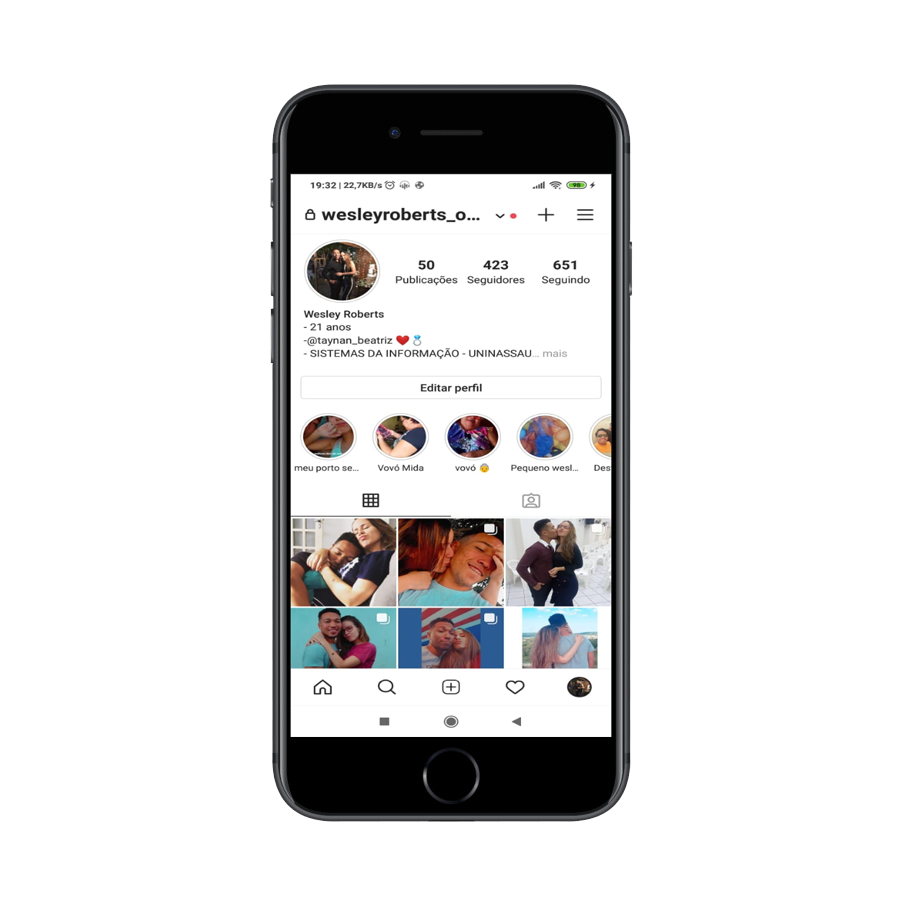 19:32 | 22,7KB/s
98
wesleyroberts_o...
50 423 651
Publicações Seguidores Seguindo
Wesley Roberts
- 21 anos
-@taynan_beatriz ❤️💍
- SISTEMAS DA INFORMAÇÃO - UNINASSAU... mais
Editar perfil
meu porto se... Vovó Mida vovó 👵 Pequeno wesl... Des